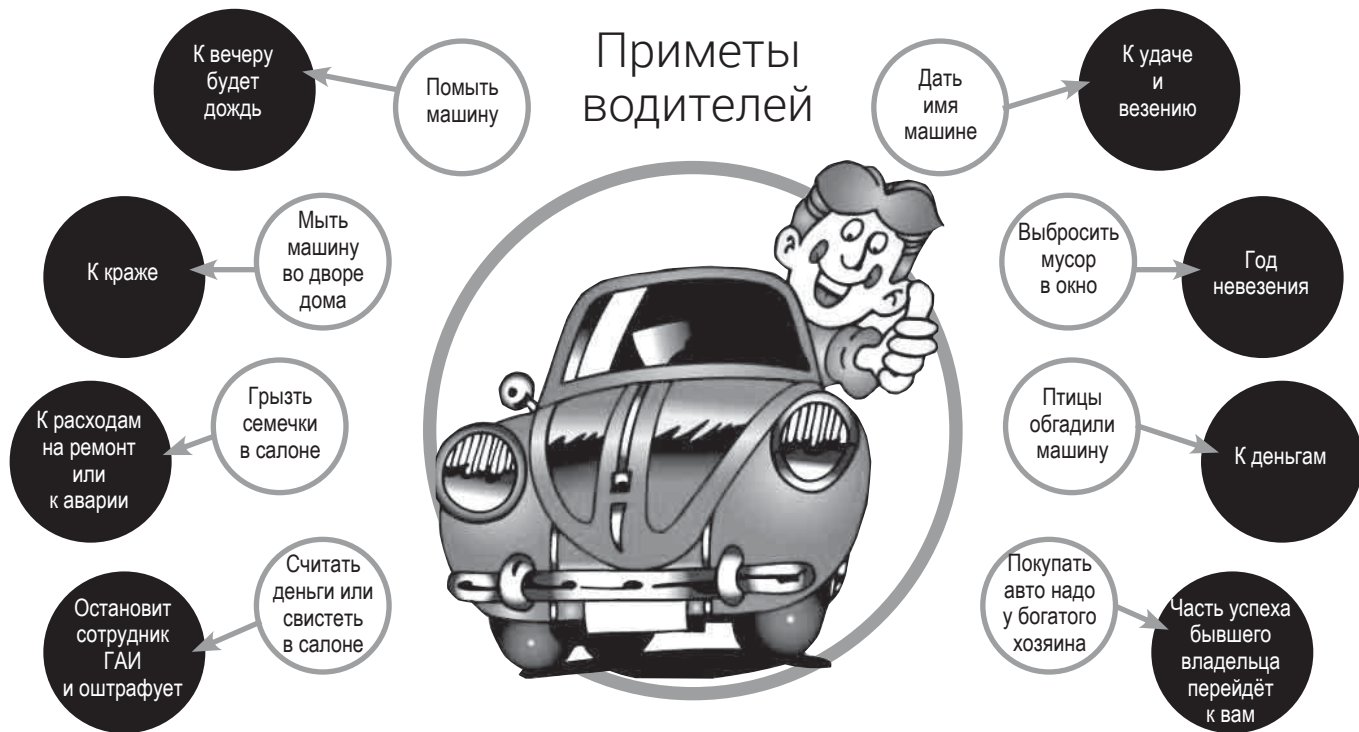 Приметы
водителей
К вечеру
будет
дождь
Помыть
машину
К краже
Мыть
машину
во дворе
дома
К расходам
на ремонт
или
к аварии
Грызть
семечки
в салоне
Остановит
сотрудник
ГАИ
и оштрафует
Считать
деньги или
свистеть
в салоне
Дать
имя
машине
К удаче
и
везению
Выбросить
мусор
в окно
Год
невезения
Птицы
обгадили
машину
К деньгам
Покупать
авто надо
у богатого
хозяина
Часть успеха
бывшего
владельца
перейдёт
к вам